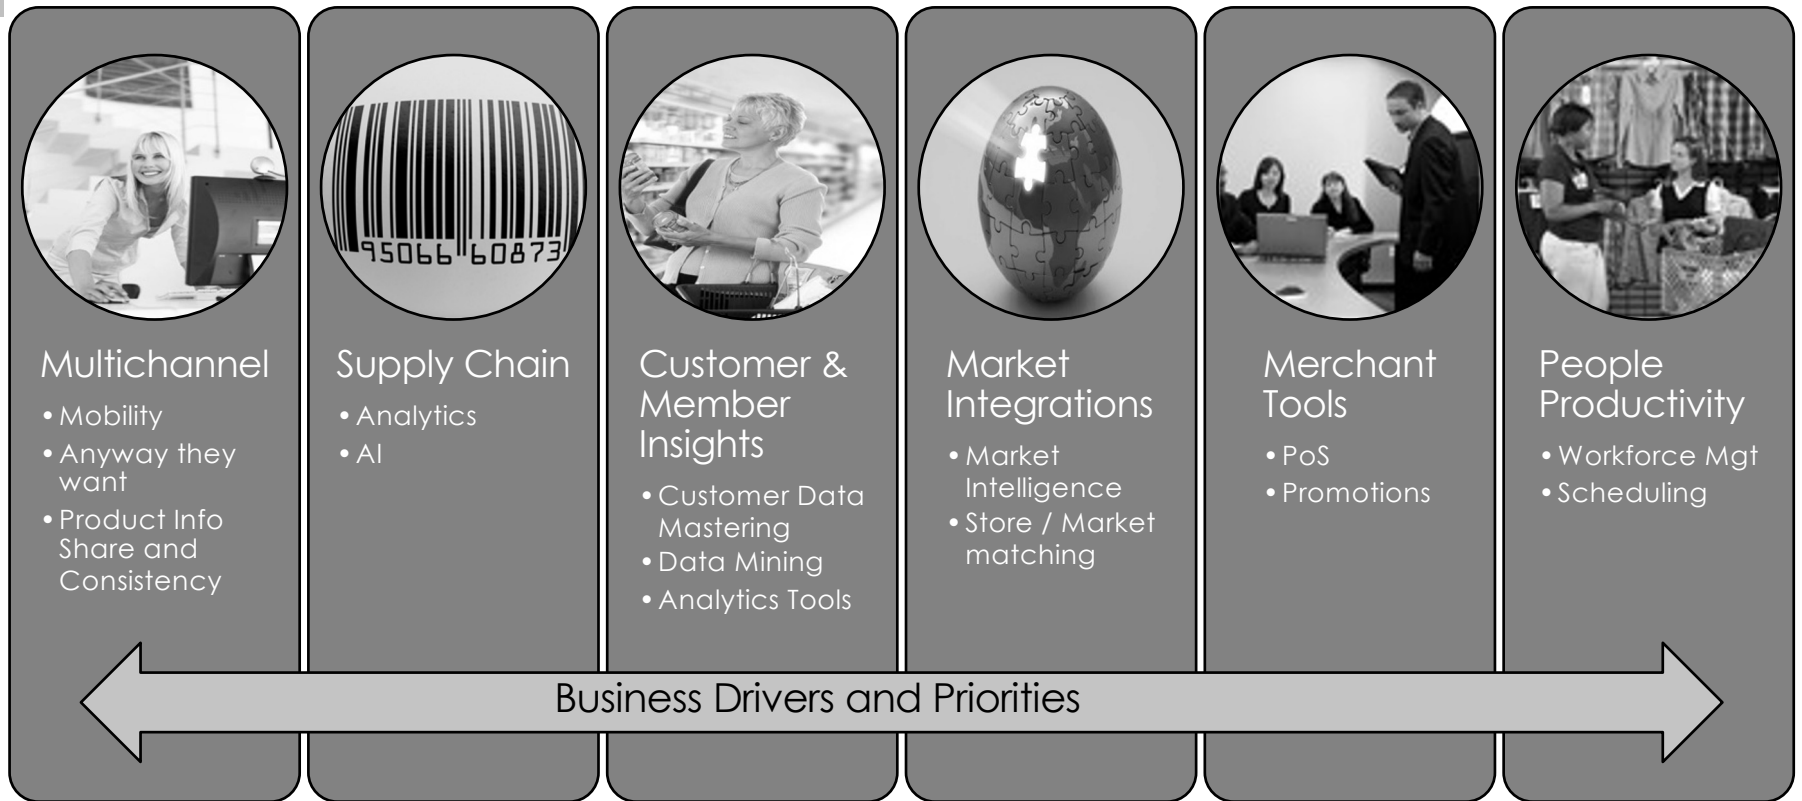 95066 60873
Multichannel
• Mobility
• Anyway they
want
• Product Info
Share and
Consistency
Supply Chain
• Analytics
• AI
Customer &
Member
Insights
• Customer Data
Mastering
• Data Mining
• Analytics Tools
Market
Integrations
• Market
Intelligence
• Store / Market
matching
Merchant
Tools
• PoS
• Promotions
People
Productivity
• Workforce Mgt
• Scheduling
Business Drivers and Priorities